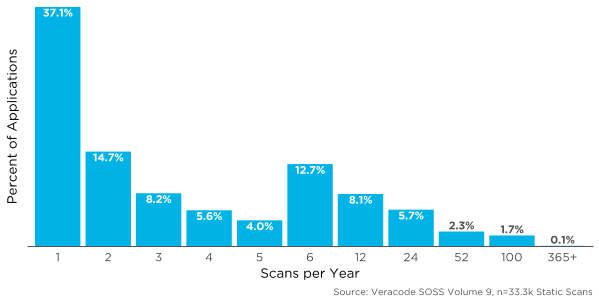 37.1%
14.7%
8.2%
5.6%
4.0%
12.7%
8.1%
5.7%
2.3%
1.7%
0.1%
Percent of Applications
1 2 3 4 5 6 12 24 52 100 365+
Scans per Year
Source: Veracode SOSS Volume 9, n=33.3k Static Scans